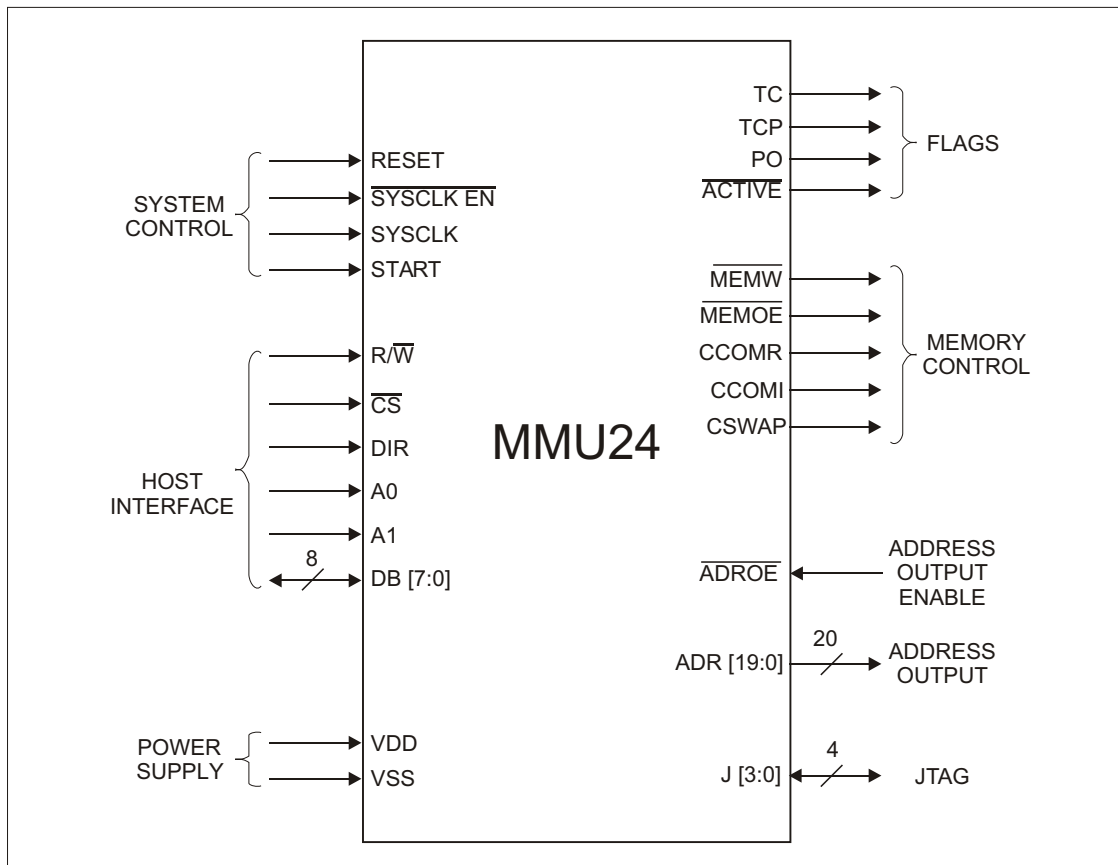 SYSTEM
CONTROL
RESET
SYSCLK EN
SYSCLK
START
HOST
INTERFACE
R/W
CS
DIR
A0
A1
8
DB [7:0]
POWER
SUPPLY
VDD
VSS
MMU24
TC
TCP
PO
ACTIVE
FLAGS
MEMW
MEMOE
CCOMR
CCOMI
CSWAP
MEMORY
CONTROL
ADROE
ADDRESS
OUTPUT
ENABLE
ADR [19:0]
20
ADDRESS
OUTPUT
J [3:0]
4
JTAG